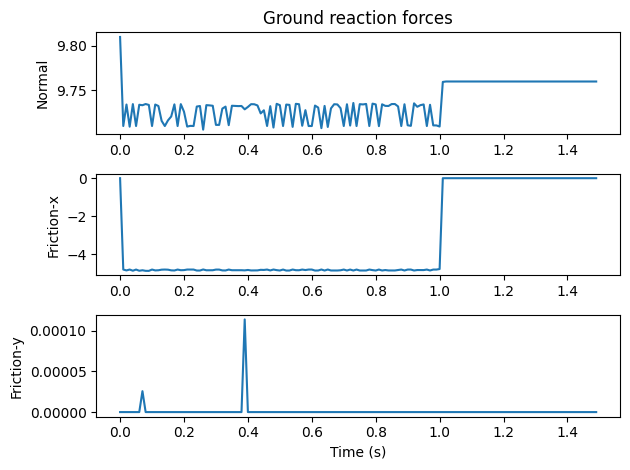 Ground reaction forces
Normal
9.80
9.75
0.0 0.2 0.4 0.6 0.8 1.0 1.2 1.4
Friction-x
0
−2
−4
0.0 0.2 0.4 0.6 0.8 1.0 1.2 1.4
Friction-y
0.00010
0.00005
0.00000
0.0 0.2 0.4 0.6 0.8 1.0 1.2 1.4
Time (s)